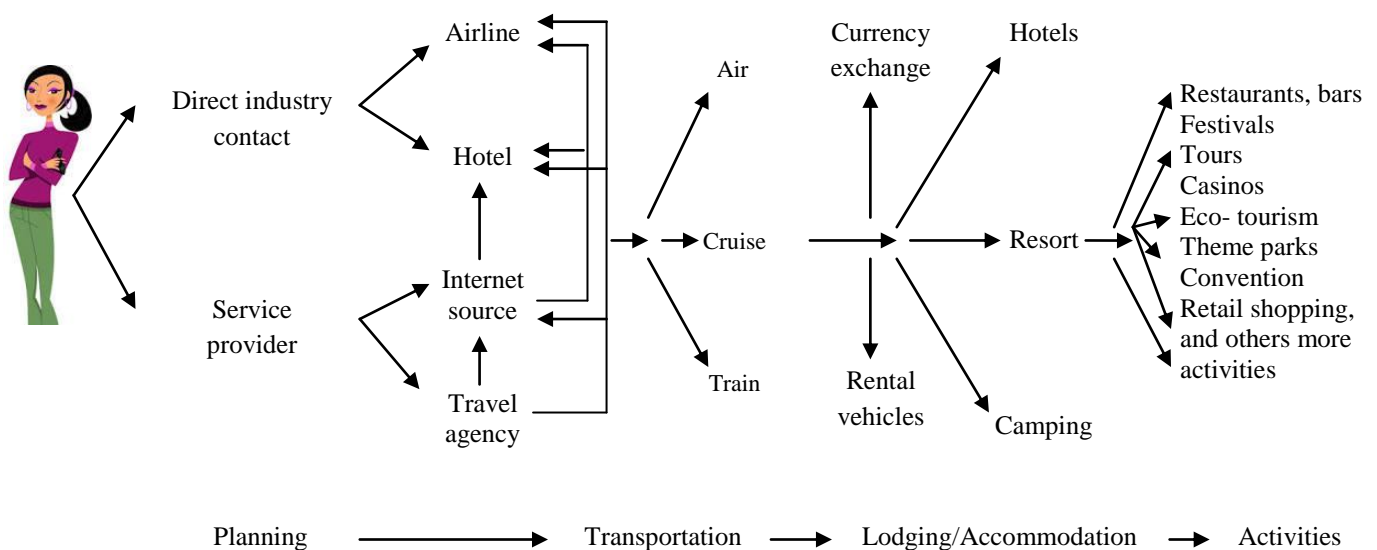 Direct industry
contact
Service
provider
Airline
Hotel
Internet
source
Travel
agency
Air
Cruise
Train
Currency
exchange
Rental
vehicles
Hotels
Resort
Camping
Restaurants, bars
Festivals
Tours
Casinos
Eco- tourism
Theme parks
Convention
Retail shopping,
and others more
activities
Planning
Transportation
Lodging/Accommodation
Activities